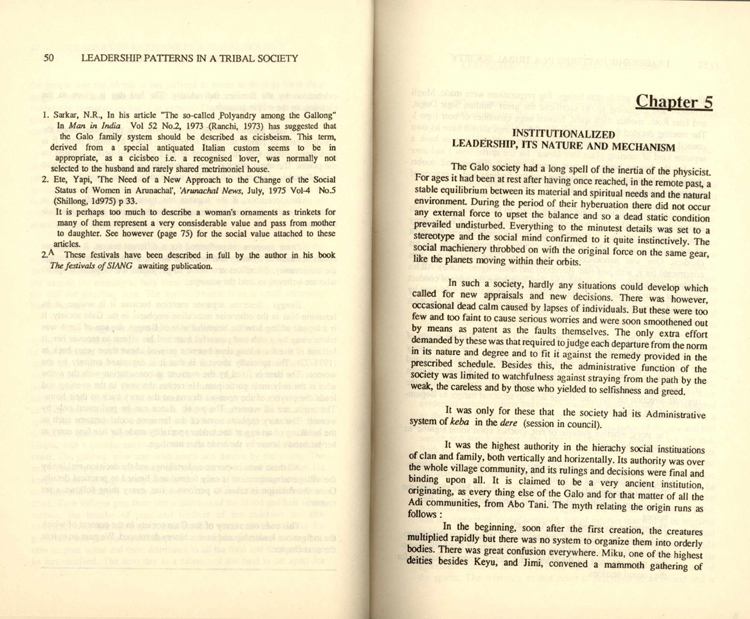 50 LEADERSHIP PATTERNS IN A TRIBAL SOCIETY
1. Sarkar, N.R., In his article "The so-called Polyandry among the Gallong"
In Man in India Vol 52 No.2, 1973 (Ranchi, 1973) has suggested that
the Galo family system should be described as cicisbeism. This term,
derived from a special antiquated Italian custom seems to be in
appropriate, as a cicisbeo i.e. a recognised lover, was normally not
selected to the husband and rarely shared metrimoniel house.
2. Ete, Yapi, 'The Need of a New Approach to the Change of the Social
Status of Women in Arunachal', 'Arunachal News, July, 1975 Vol-4 No.5
(Shillong, 1d975) p 33.
It is perhaps too much to describe a woman's ornaments as trinkets for
many of them represent a very considerable value and pass from mother
to daughter. See however (page 75) for the social value attached to these
articles.
2.A These festivals have been described in full by the author in his book
The festivals of SIANG awaiting publication.
Chapter 5
INSTITUTIONALIZED
LEADERSHIP, ITS NATURE AND MECHANISM
The Galo society had a long spell of the inertia of the physicist.
For ages it had been at rest after having once reached, in the remote past, a
stable equilibrium between its material and spiritual needs and the natural
environment. During the period of their hyberuation there did not occur
any external force to upset the balance and so a dead static condition
prevailed undisturbed. Everything to the minutest details was set to a
stereotype and the social mind confirmed to it quite instinctively. The
social machienery throbbed on with the original force on the same gear,
like the planets moving within their orbits.
In such a society, hardly any situations could develop which
called for new appraisals and new decisions. There was however,
occasional dead calm caused by lapses of individuals. But these were too
few and too faint to cause serious worries and were soon smoothened out
by means as patent as the faults themselves. The only extra effort
demanded by these was that required to judge each departure from the norm
in its nature and degree and to fit it against the remedy provided in the
prescribed schedule. Besides this, the administrative function of the
society was limited to watchfulness against straying from the path by the
weak, the careless and by those who yielded to selfishness and greed.
It was only for these that the society had its Administrative
system of keba in the dere (session in council).
It was the highest authority in the hierachy social instituations
of clan and family, both vertically and horizentally. Its authority was over
the whole village community, and its rulings and decisions were final and
binding upon all. It is claimed to be a very ancient institution,
originating, as every thing else of the Galo and for that matter of all the
Adi communities, from Abo Tani. The myth relating the origin runs as
follows :
In the beginning, soon after the first creation, the creatures
multiplied rapidly but there was no system to organize them into orderly
bodies. There was great confusion everywhere. Miku, one of the highest
deities besides Keyu, and Jimi, convened a mammoth gathering of